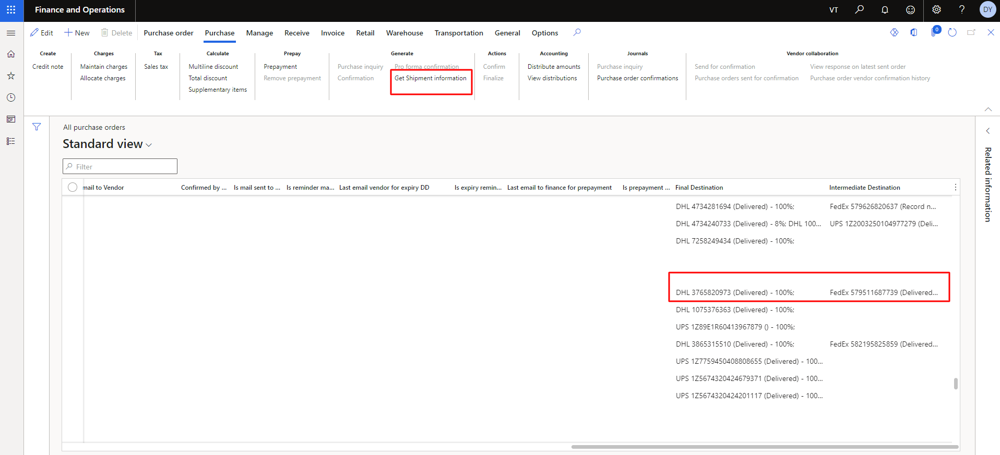 Finance and Operations
VT
?
DY
Edit
New
Delete
Purchase order
Purchase
Manage
Receive
Invoice
Retail
Warehouse
Transportation
General
Options
0
Create
Charges
Tax
Calculate
Prepay
Generate
Actions
Accounting
Journals
Vendor collaboration
Credit note
Maintain charges
Allocate charges
Sales tax
Multiline discount
Total discount
Supplementary items
Prepayment
Remove prepayment
Purchase inquiry
Confirmation
Pro forma confirmation
Get Shipment information
Confirm
Finalize
Distribute amounts
View distributions
Purchase inquiry
Purchase order confirmations
Send for confirmation
Purchase orders sent for confirmation
View response on latest sent order
Purchase order vendor confirmation history
All purchase orders
Standard view
Filter
Related information
mail to Vendor
Confirmed by ...
Is mail sent to ...
Is reminder ma...
Last email vendor for expiry DD
Is expiry remin...
Last email to finance for prepayment
Is prepayment ...
Final Destination
Intermediate Destination
DHL 4734281694 (Delivered) - 100%;
FedEx 579626820637 (Record n...
DHL 4734240733 (Delivered) - 8%; DHL 100...
UPS 1Z2003250104977279 (Deli...
DHL 7258249434 (Delivered) - 100%;
DHL 3765820973 (Delivered) - 100%;
FedEx 579511687739 (Delivered...
DHL 1075376363 (Delivered) - 100%;
UPS 1Z89E1R60413967879 () - 100%;
DHL 3865315510 (Delivered) - 100%;
FedEx 582195825859 (Delivered...
UPS 1Z7759450408808655 (Delivered) - 100...
UPS 1Z5674320424679371 (Delivered) - 100...
UPS 1Z5674320424201117 (Delivered) - 100...